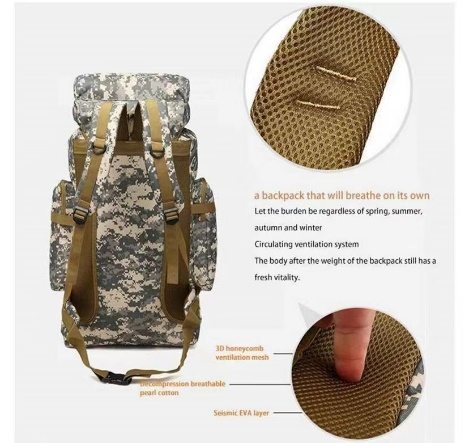 a backpack that will breathe on its own
Let the burden be regardless of spring, summer,
autumn and winter
Circulating ventilation system
The body after the weight of the backpack still has a
fresh vitality.
3D honeycomb
ventilation mesh
Decompression breathable
pearl cotton
Seismic EVA layer